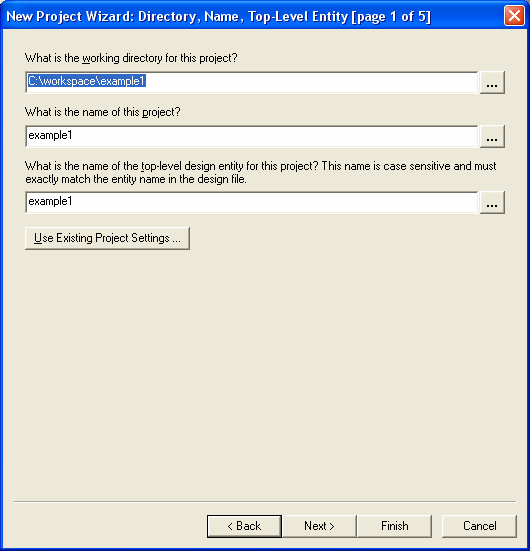 New Project Wizard: Directory, Name, Top-Level Entity [page 1 of 5]
What is the working directory for this project?
C:\workspace\example1
...
What is the name of this project?
example1
...
What is the name of the top-level design entity for this project? This name is case sensitive and must
exactly match the entity name in the design file.
example1
...
Use Existing Project Settings ...
< Back
Next >
Finish
Cancel